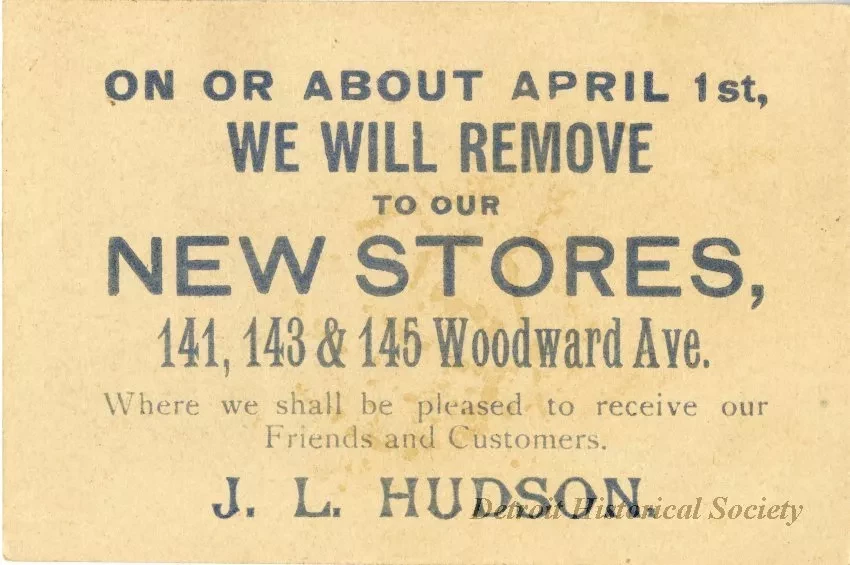 ON OR ABOUT APRIL 1st,
WE WILL REMOVE
TO OUR
NEW STORES,
141, 143 & 145 Woodward Ave.
Where we shall be pleased to receive our
Friends and Customers.
J. L. HUDSON.
Detroit Historical Society